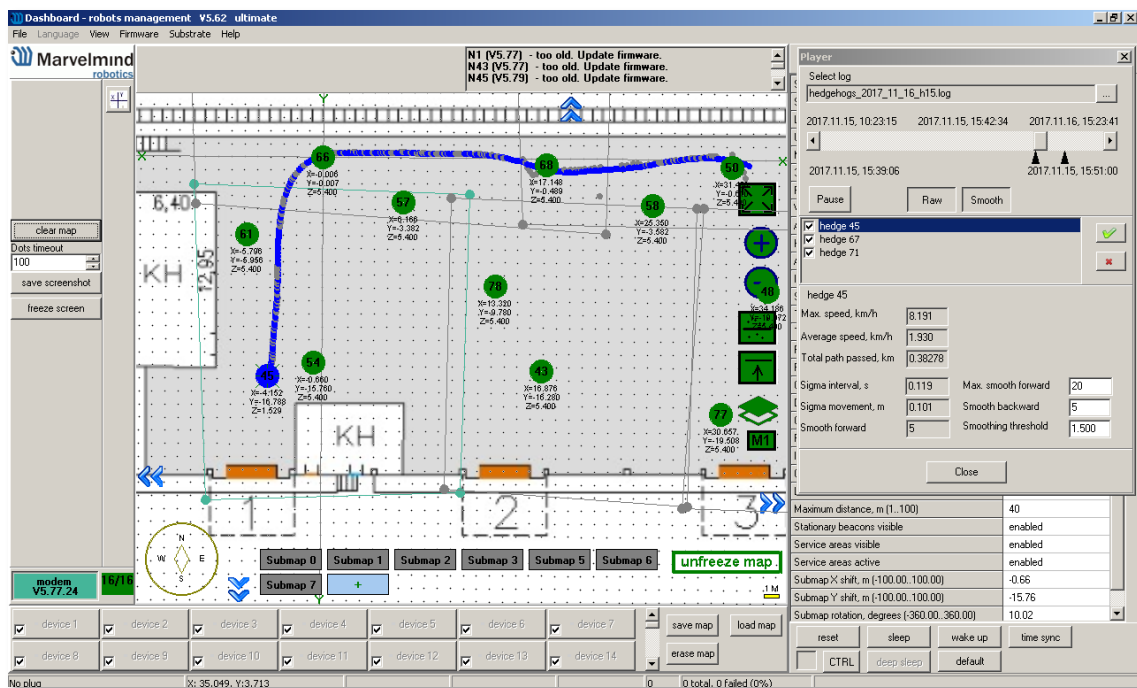 Dashboard - robots management V5.62 ultimate
File Language View Firmware Substrate Help
Marvelmind
robotics
N1 (V5.77) - too old. Update firmware.
N43 (V5.77) - too old. Update firmware.
N45 (V5.79) - too old. Update firmware.
clear map
Dots timeout
100
save screenshot
freeze screen
modem
V5.77.24
16/16
Y
X
X
Y
66
X=-0.006
Y=-0.007
Z=5.400
68
X=17.148
Y=-0.489
Z=5.400
50
Z=5.400
57
X=6.166
Y=-3.382
Z=5.400
58
X=25.350
Y=-3.582
Z=5.400
6,40
61
X=-5.796
Y=-6.956
Z=5.400
KH
12,95
78
X=13.320
Y=-9.780
Z=5.400
48
X=34.186
54
X=-0.660
Y=-15.760
Z=5.400
45
X=-4.152
Y=-16.788
Z=1.529
43
X=16.876
Y=-16.280
Z=5.400
77
X=30.657
Y=-19.508
Z=5.400
M1
KH
1
2
3
N
W E
S
Submap 0 Submap 1 Submap 2 Submap 3 Submap 5 Submap 6
Submap 7 +
unfreeze map
.1 M
Player
Select log
hedgehogs_2017_11_16_h15.log
...
2017.11.15, 10:23:15 2017.11.15, 15:42:34 2017.11.16, 15:23:41
2017.11.15, 15:39:06 2017.11.15, 15:51:00
Pause Raw Smooth
hedge 45
hedge 67
hedge 71
hedge 45
Max. speed, km/h 8.191
Average speed, km/h 1.930
Total path passed, km 0.38278
Sigma interval, s 0.119 Max. smooth forward 20
Sigma movement, m 0.101 Smooth backward 5
Smooth forward 5 Smoothing threshold 1.500
Close
Maximum distance, m (1..100) 40
Stationary beacons visible enabled
Service areas visible enabled
Service areas active enabled
Submap X shift, m (-100.00..100.00) -0.66
Submap Y shift, m (-100.00..100.00) -15.76
Submap rotation, degrees (-360.00..360.00) 10.02
reset sleep wake up time sync
CTRL deep sleep default
device 1 device 2 device 3 device 4 device 5 device 6 device 7
device 8 device 9 device 10 device 11 device 12 device 13 device 14
save map load map
erase map
No plug X: 35.049, Y:3.713 0 0 total, 0 failed (0%)